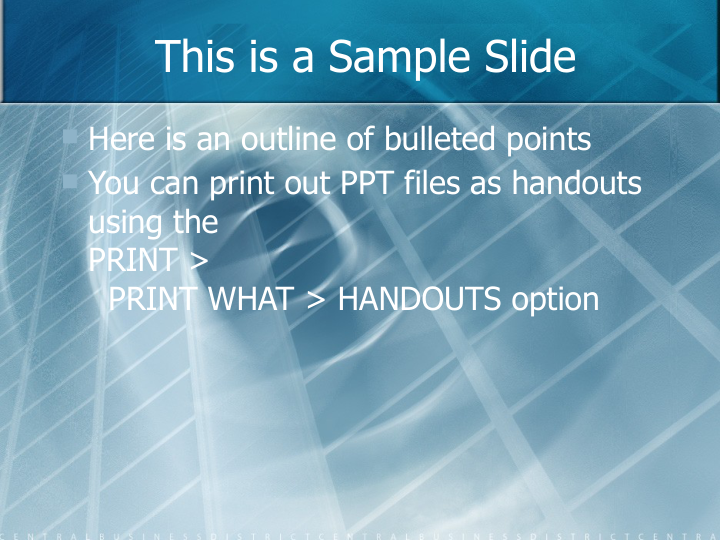 This is a Sample Slide
Here is an outline of bulleted points
You can print out PPT files as handouts
using the
PRINT >
PRINT WHAT > HANDOUTS option
CENTRALBUSINESSDISTRICTCENTRALBUSINESSDISTRICTCENTRA